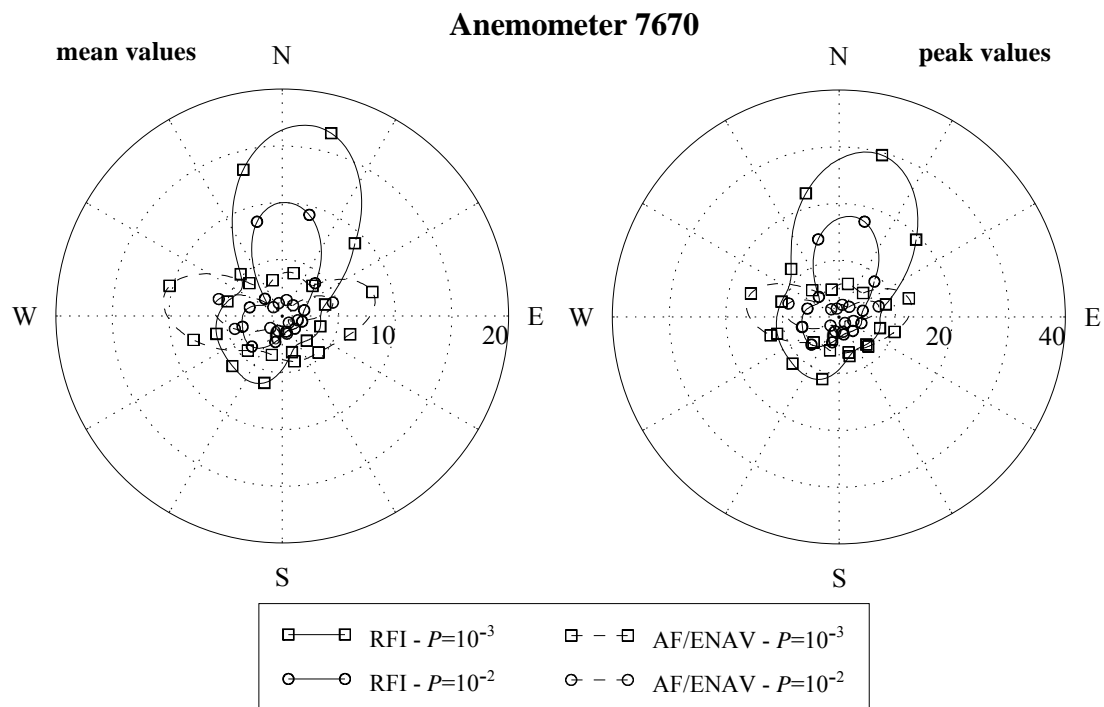 Anemometer 7670
mean values
peak values
N
N
W
10
20
E
W
20
40
E
S
S
RFI - P=10⁻³
AF/ENAV - P=10⁻³
RFI - P=10⁻²
AF/ENAV - P=10⁻²